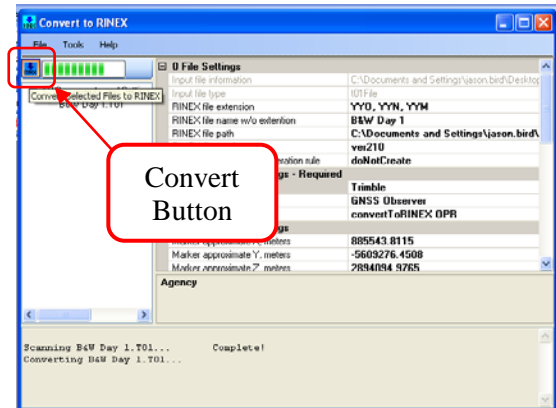 Convert to RINEX
File Tools Help
0 File Settings
Input file information C:\Documents and Settings\jason.bird\Desktop
Input file type t01File
Convert Selected Files to RINEX
B&W Day 1.T01
RINEX file extension YYO, YYN, YYM
RINEX file name w/o extention B&W Day 1
RINEX file path C:\Documents and Settings\jason.bird\
ver210
rule doNotCreate
gs - Required
Trimble
GNSS Observer
convertToRINEX OPR
gs
Convert
Button
885543.8115
Marker approximate Y, meters -5609276.4508
Marker approximate Z, meters 2894094.9765
Agency
Scanning B&W Day 1.T01... Complete!
Converting B&W Day 1.T01...